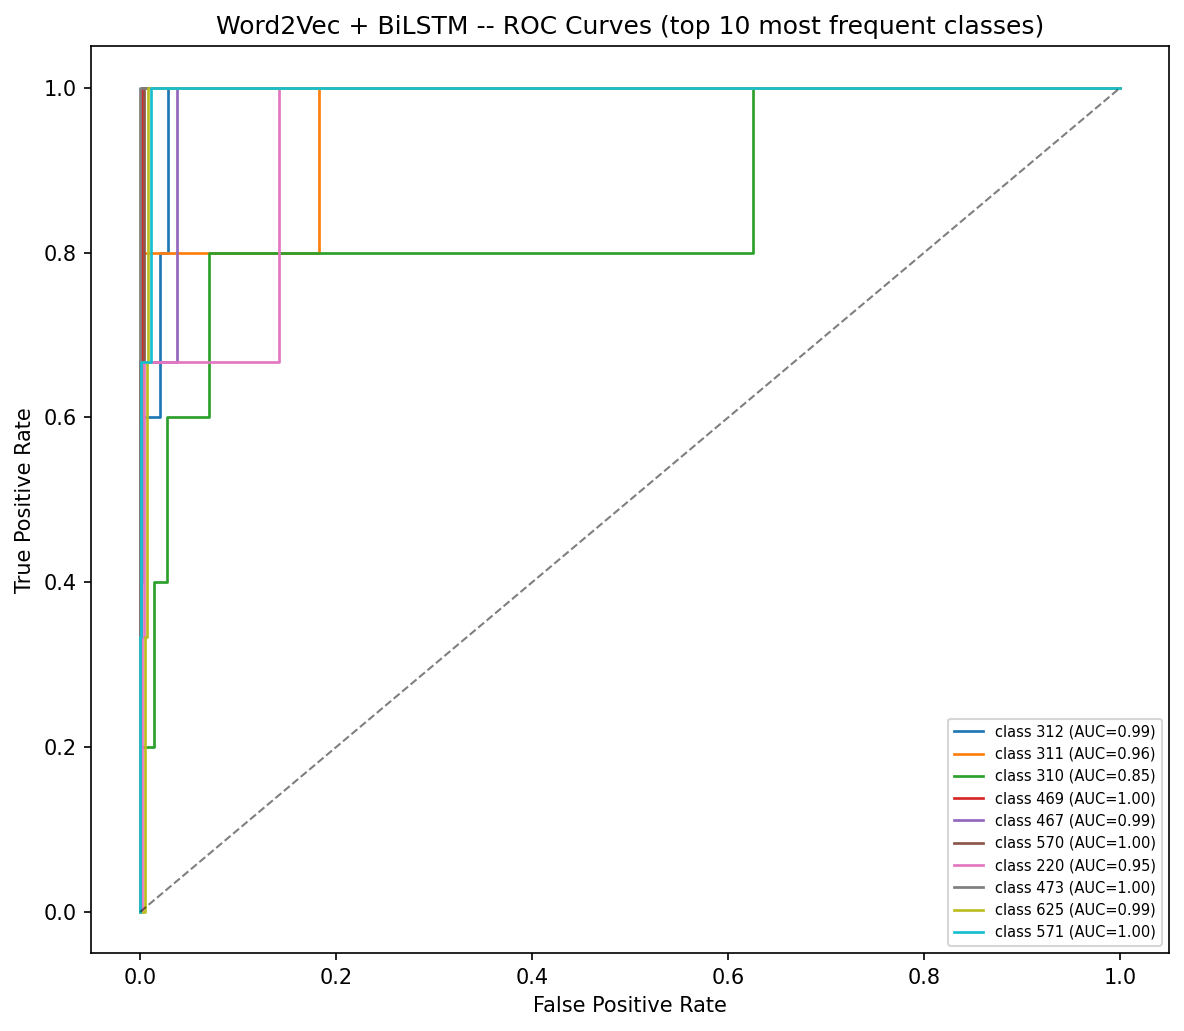 Word2Vec + BiLSTM -- ROC Curves (top 10 most frequent classes)
True Positive Rate
1.0
0.8
0.6
0.4
0.2
0.0
0.0 0.2 0.4 0.6 0.8 1.0
False Positive Rate
class 312 (AUC=0.99)
class 311 (AUC=0.96)
class 310 (AUC=0.85)
class 469 (AUC=1.00)
class 467 (AUC=0.99)
class 570 (AUC=1.00)
class 220 (AUC=0.95)
class 473 (AUC=1.00)
class 625 (AUC=0.99)
class 571 (AUC=1.00)